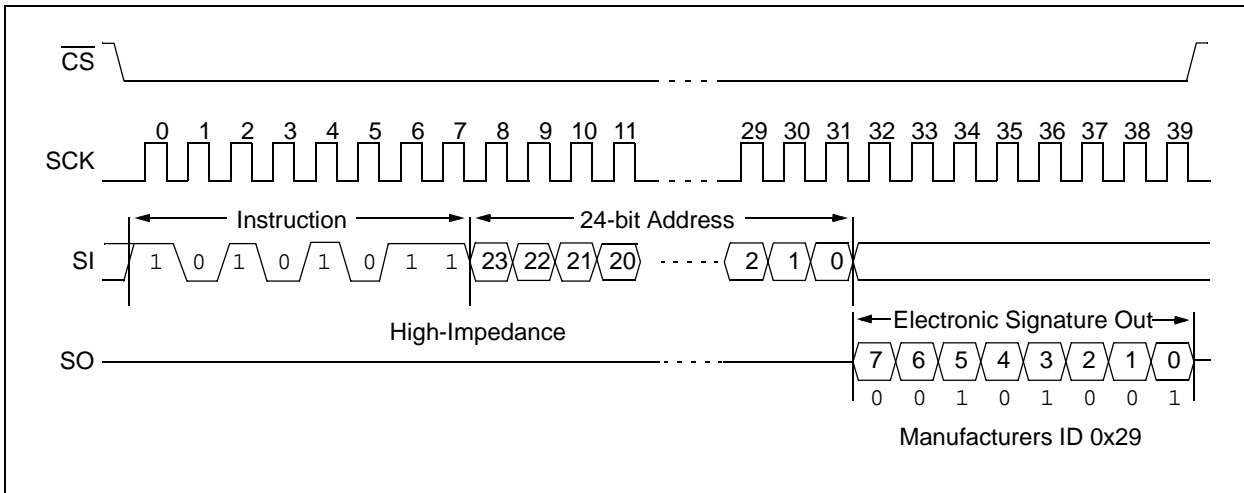 CS
0 1 2 3 4 5 6 7 8 9 10 11 29 30 31 32 33 34 35 36 37 38 39
SCK
Instruction 24-bit Address
SI 1 0 1 0 1 0 1 1 23 22 21 20 2 1 0
High-Impedance
Electronic Signature Out
SO 7 6 5 4 3 2 1 0
0 0 1 0 1 0 0 1
Manufacturers ID 0x29